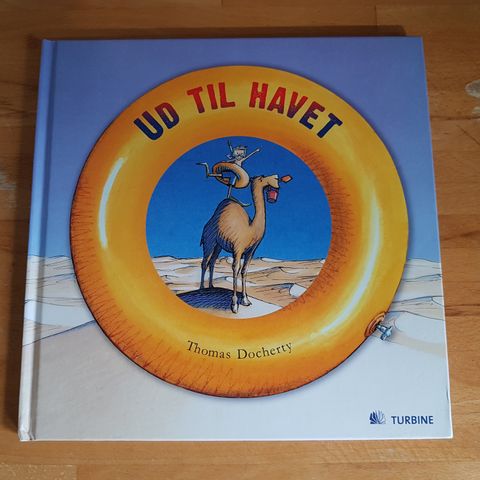 UD TIL HAVET
Thomas Docherty
TURBINE